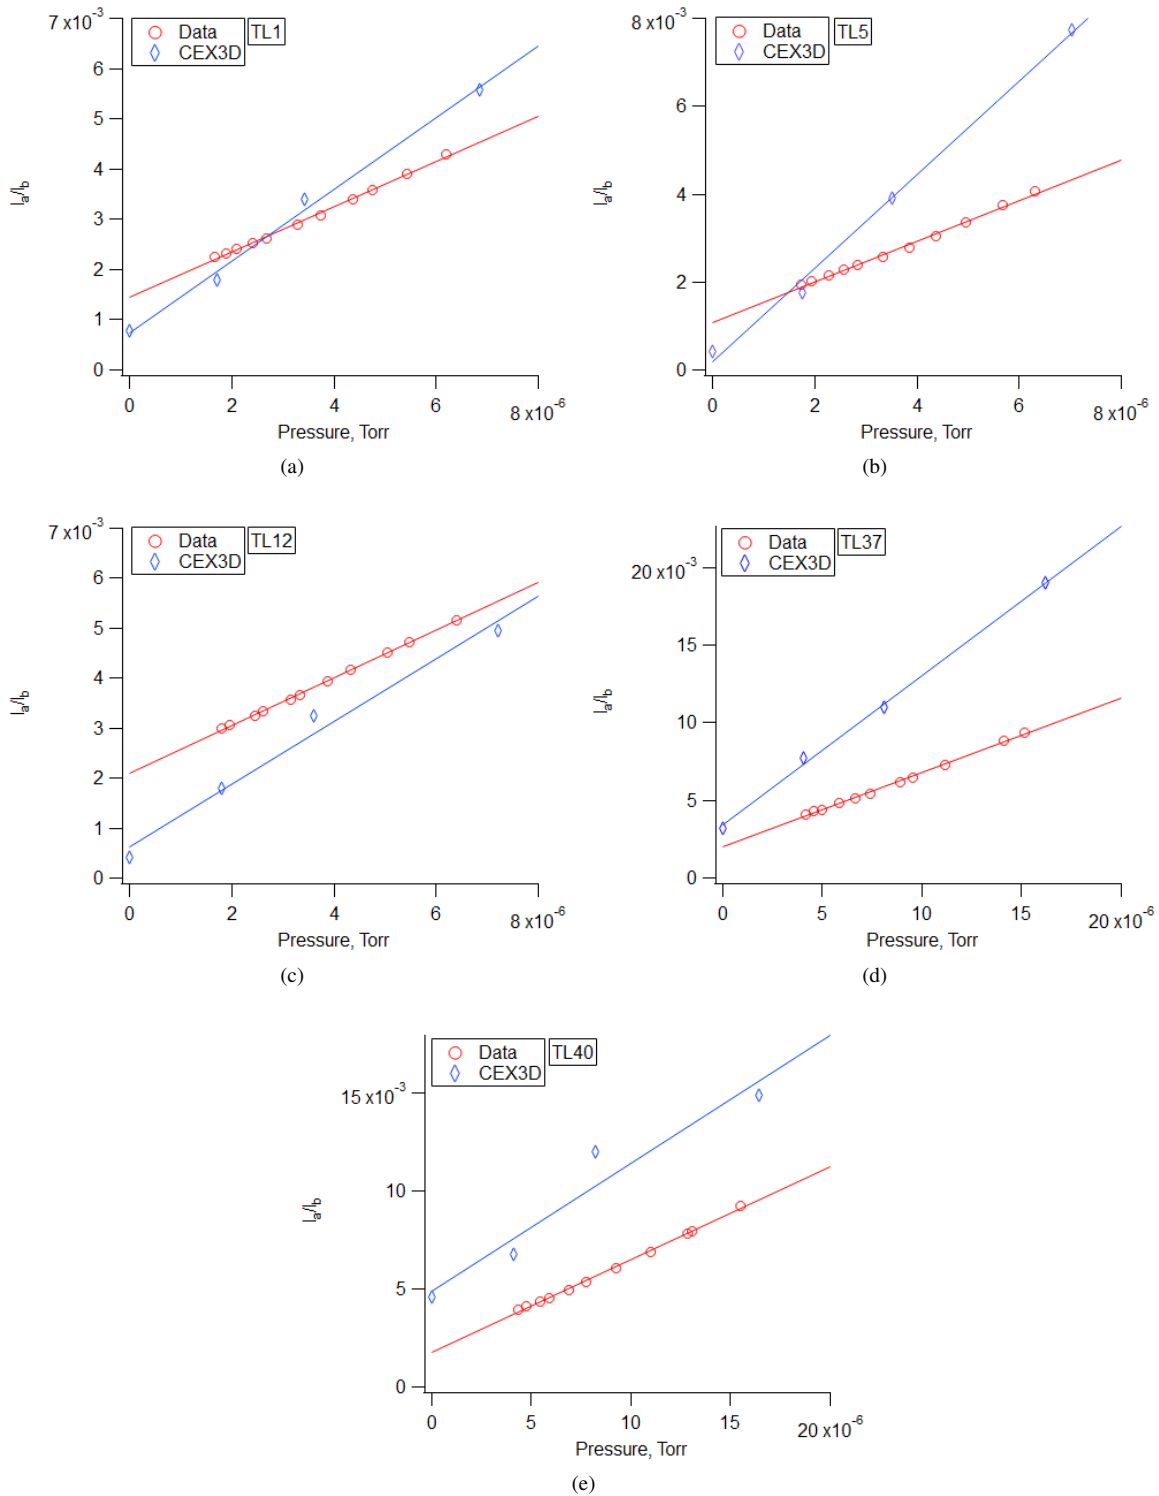 7 x10-3
Data TL1
CEX3D
6
5
4
3
2
1
0
Ia/Ib
0 2 4 6 8 x10-6
Pressure, Torr
(a)
8 x10-3
Data TL5
CEX3D
6
4
2
0
Ia/Ib
0 2 4 6 8 x10-6
Pressure, Torr
(b)
7 x10-3
Data TL12
CEX3D
6
5
4
3
2
1
0
Ia/Ib
0 2 4 6 8 x10-6
Pressure, Torr
(c)
Data TL37
CEX3D
20 x10-3
15
10
5
0
Ia/Ib
0 5 10 15 20 x10-6
Pressure, Torr
(d)
Data TL40
CEX3D
15 x10-3
10
5
0
Ia/Ib
0 5 10 15 20 x10-6
Pressure, Torr
(e)